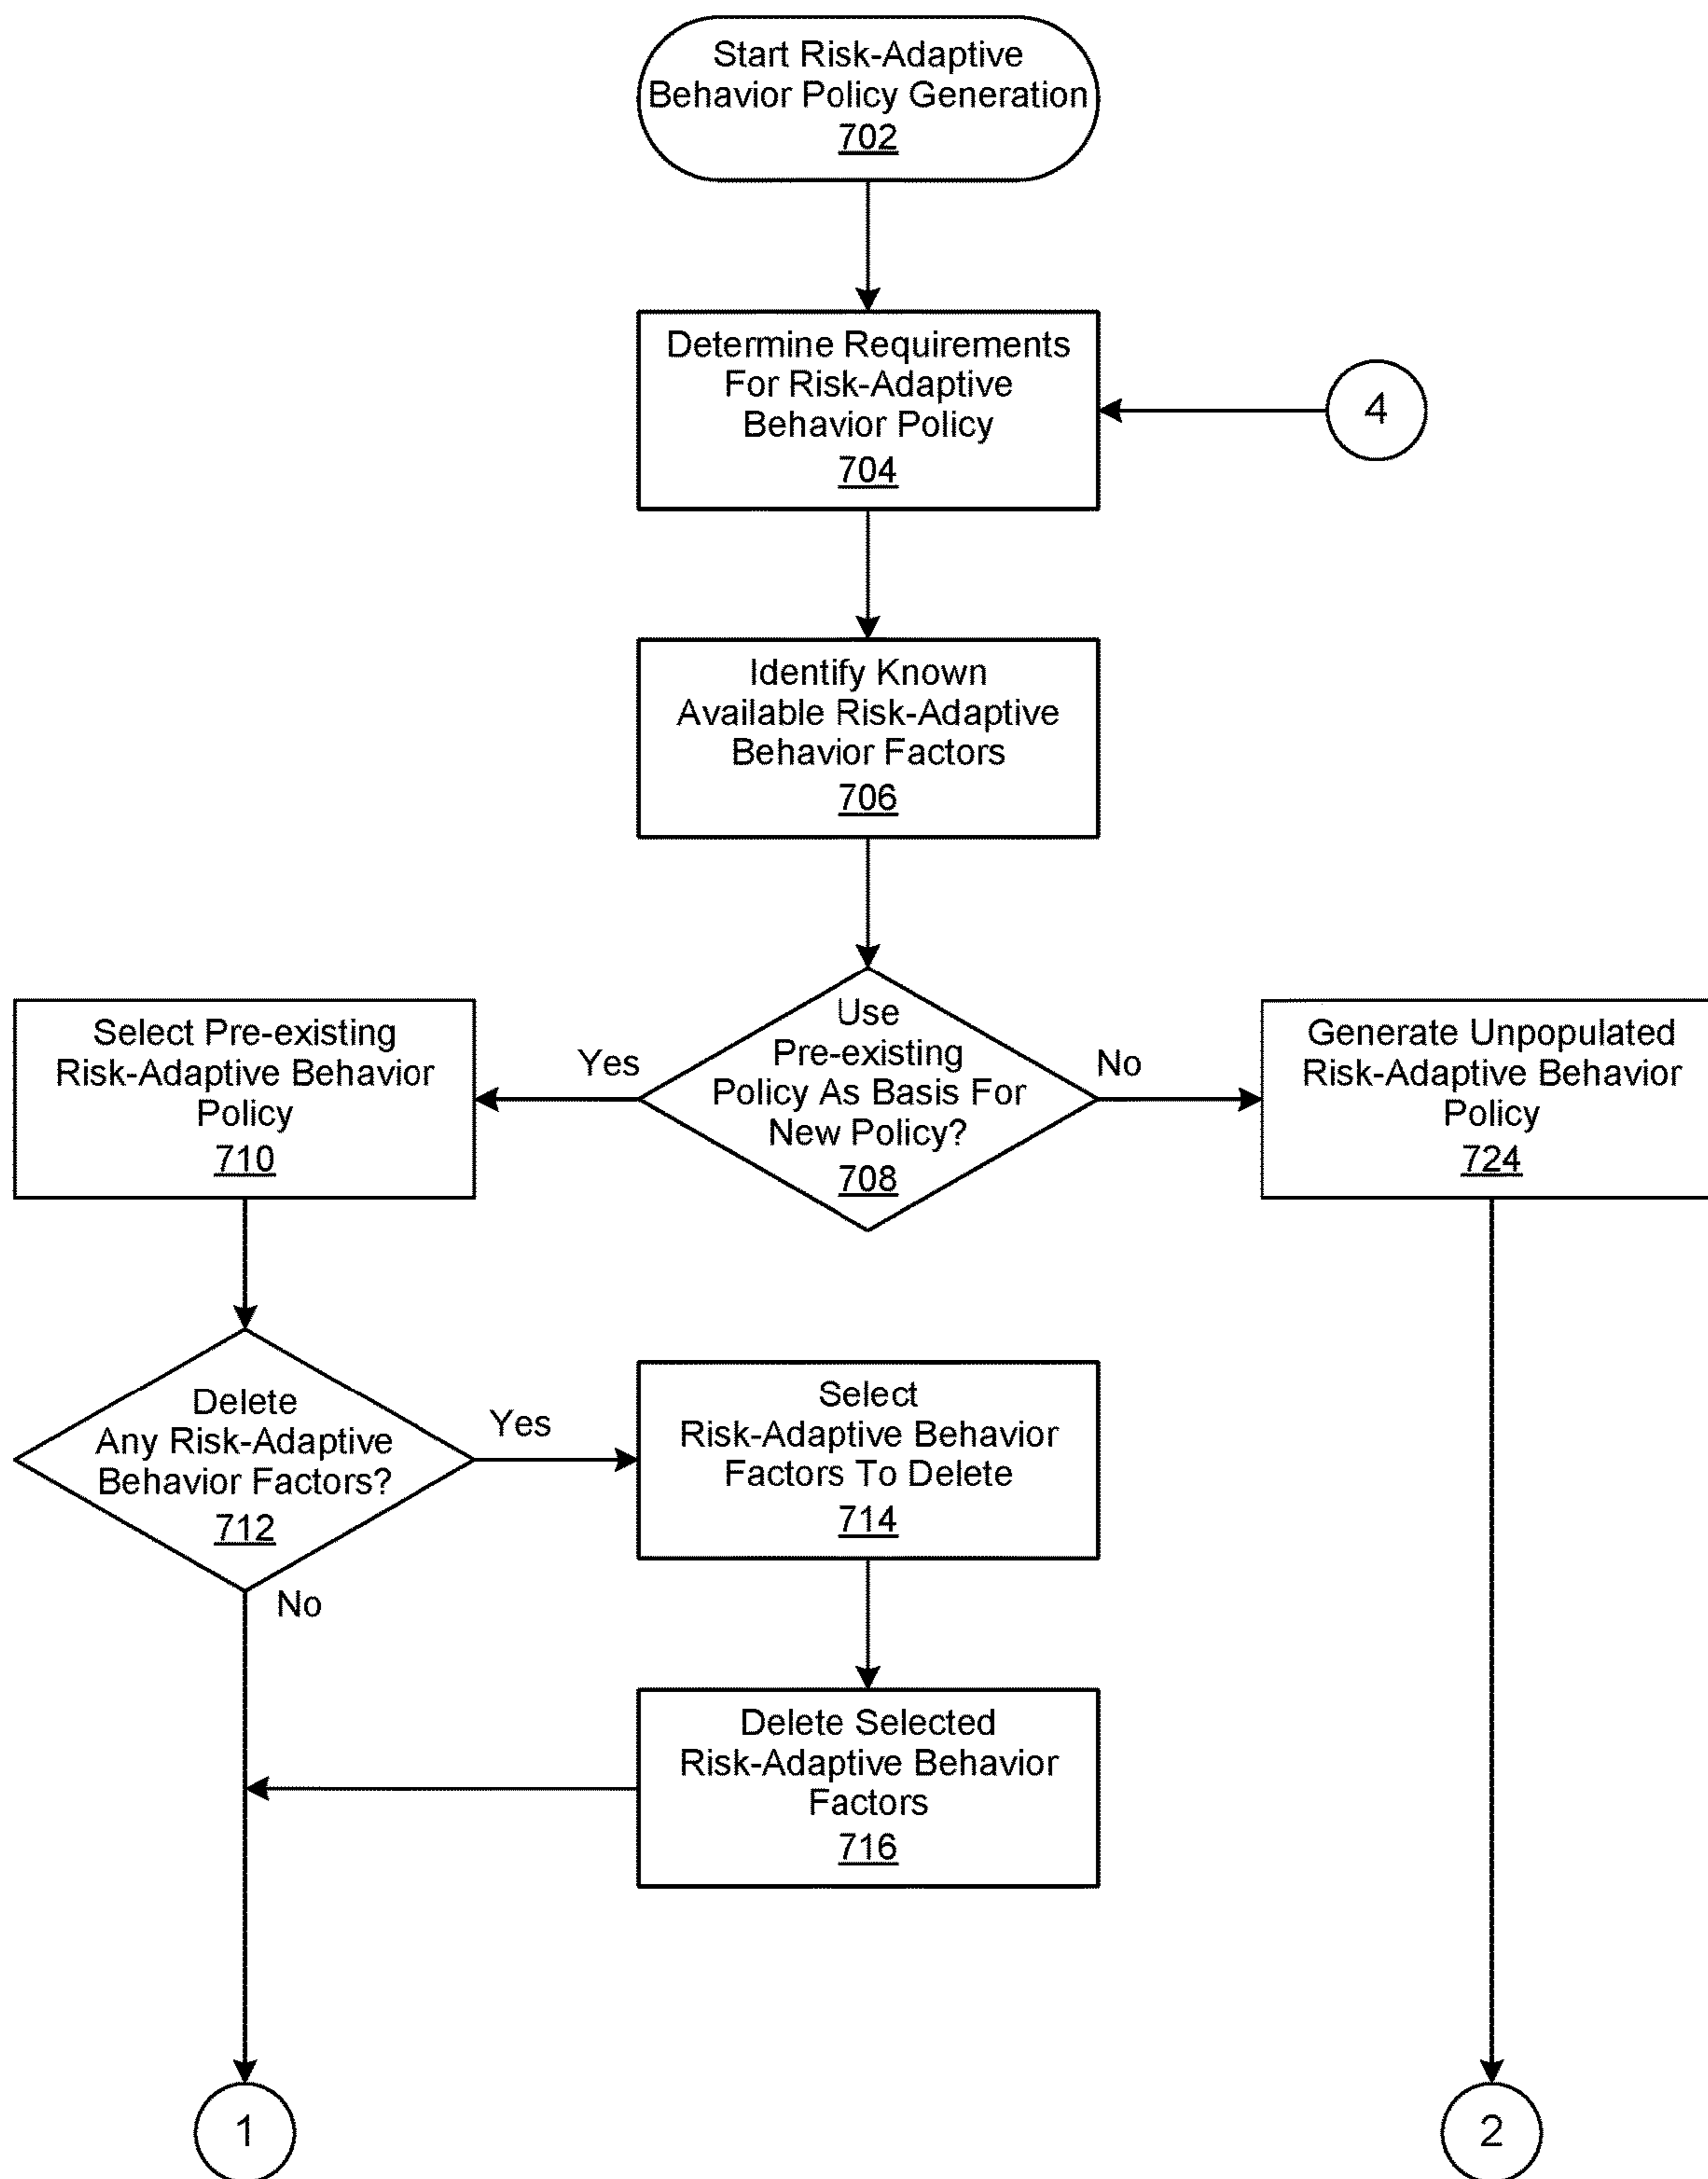 Start Risk-Adaptive
Behavior Policy Generation
702
Determine Requirements
For Risk-Adaptive
Behavior Policy
704
4
Identify Known
Available Risk-Adaptive
Behavior Factors
706
Use
Pre-existing
Policy As Basis For
New Policy?
708
Yes
No
Select Pre-existing
Risk-Adaptive Behavior
Policy
710
Generate Unpopulated
Risk-Adaptive Behavior
Policy
724
Delete
Any Risk-Adaptive
Behavior Factors?
712
Yes
No
Select
Risk-Adaptive Behavior
Factors To Delete
714
Delete Selected
Risk-Adaptive Behavior
Factors
716
1
2